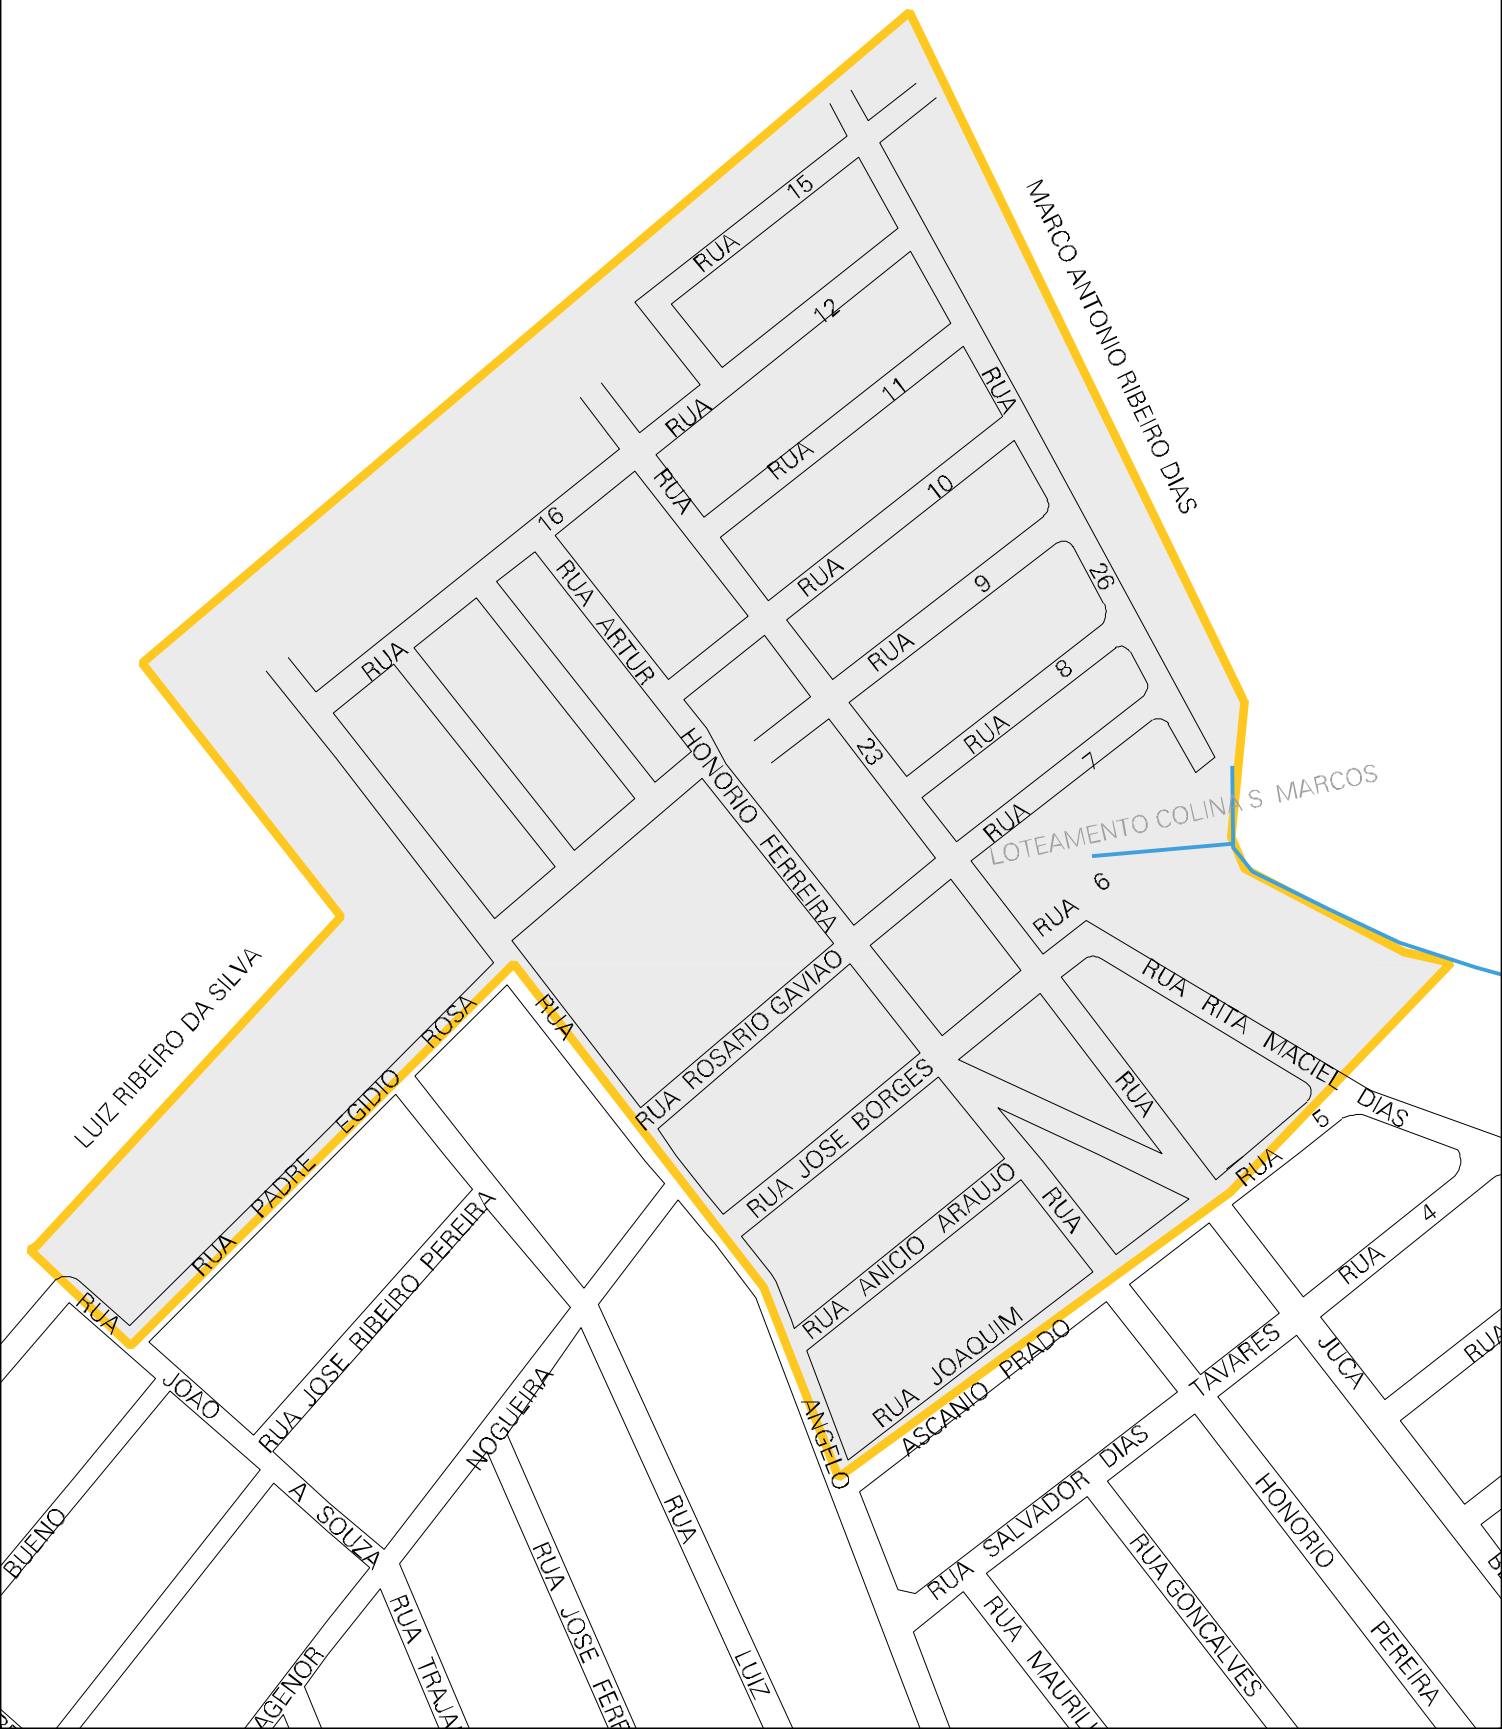 RUA 15
MARCO ANTONIO RIBEIRO DIAS
RUA 12
RUA 11
RUA 26
RUA 10
RUA 23
RUA 16
RUA ARTUR
HONORIO FERREIRA
RUA 9
RUA 8
RUA 7
LOTEAMENTO COLINA S MARCOS
RUA 6
RUA RITA MACIEL DIAS
LUIZ RIBEIRO DA SILVA
RUA PADRE EGIDIO ROSA
RUA ANGELO
RUA ROSARIO GAVIAO
RUA JOSE BORGES
RUA ANICIO ARAUJO
RUA JOAQUIM
ASCANIO PRADO
RUA
RUA
RUA 5
RUA 4
RUA
JUCA
TAVARES
RUA JOAO A SOUZA
RUA JOSE RIBEIRO PEREIRA
NOGUEIRA
AGENOR
BUENO
RUA TRAJA
RUA JOSE FERR
RUA LUIZ
RUA SALVADOR DIAS
RUA MAURILI
RUA GONCALVES
HONORIO PEREIRA